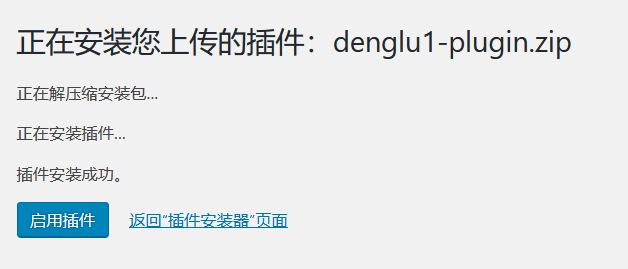 正在安装您上传的插件：denglu1-plugin.zip
正在解压缩安装包...
正在安装插件...
插件安装成功。
启用插件 返回“插件安装器”页面